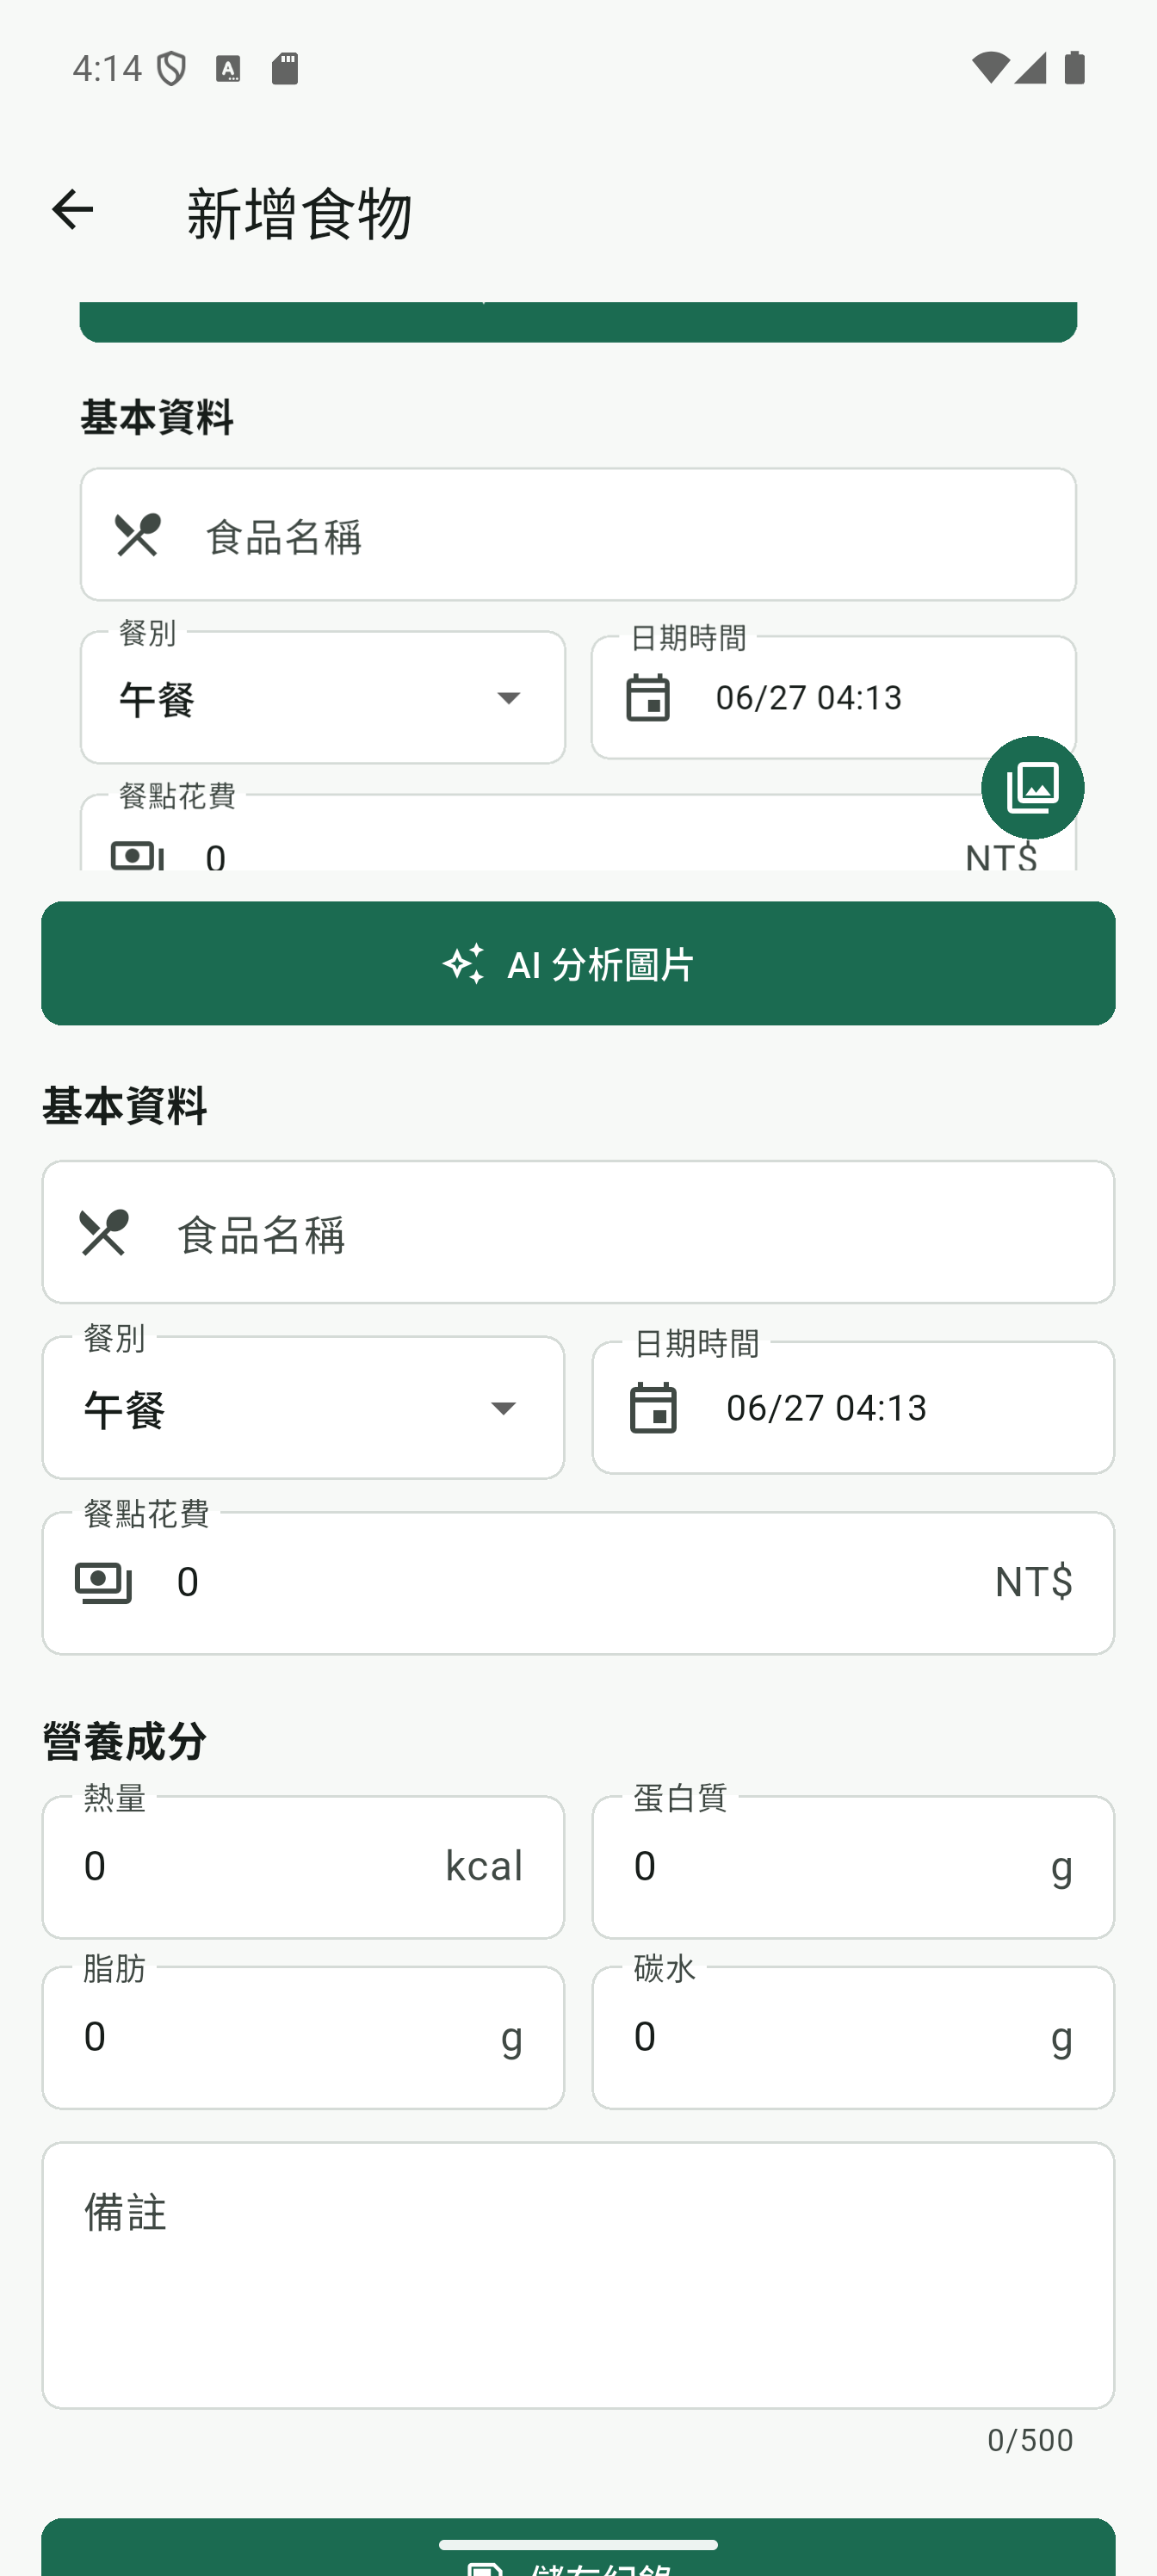 4:14
新增食物
基本資料
食品名稱
餐別
日期時間
午餐
06/27 04:13
餐點花費
0 NT$
AI 分析圖片
基本資料
食品名稱
餐別
日期時間
午餐
06/27 04:13
餐點花費
0 NT$
營養成分
熱量
蛋白質
0 kcal
0 g
脂肪
碳水
0 g
0 g
備註
0/500
儲存紀錄